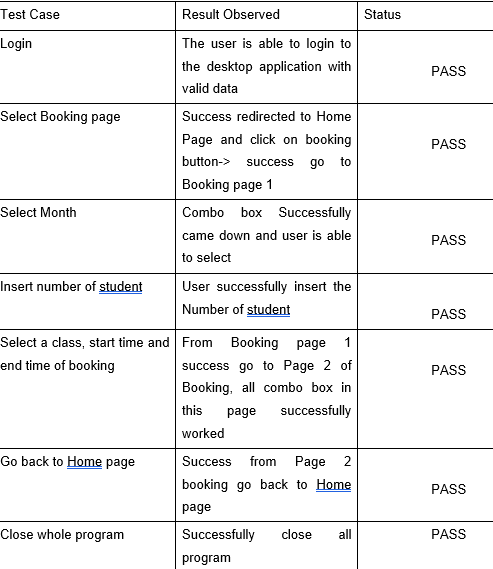 Test Case Result Observed Status
Login The user is able to login to
the desktop application with PASS
valid data
Select Booking page Success redirected to Home
Page and click on booking PASS
button-> success go to
Booking page 1
Select Month Combo box Successfully
came down and user is able PASS
to select
Insert number of student User successfully insert the
Number of student PASS
Select a class, start time and From Booking page 1
end time of booking success go to Page 2 of PASS
Booking, all combo box in
this page successfully
worked
Go back to Home page Success from Page 2
booking go back to Home PASS
page
Close whole program Successfully close all PASS
program